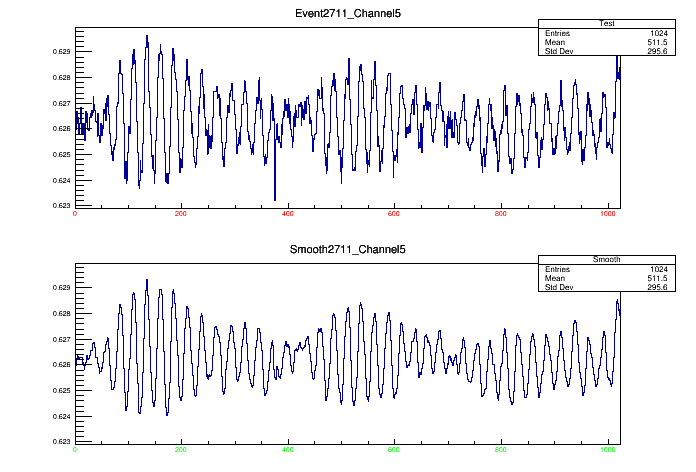 Event2711_Channel5
Test
Entries 1024
Mean 511.5
Std Dev 295.6
0.629
0.628
0.627
0.626
0.625
0.624
0.623
0 200 400 600 800 1000
Smooth2711_Channel5
Smooth
Entries 1024
Mean 511.5
Std Dev 295.6
0.629
0.628
0.627
0.626
0.625
0.624
0.623
0 200 400 600 800 1000